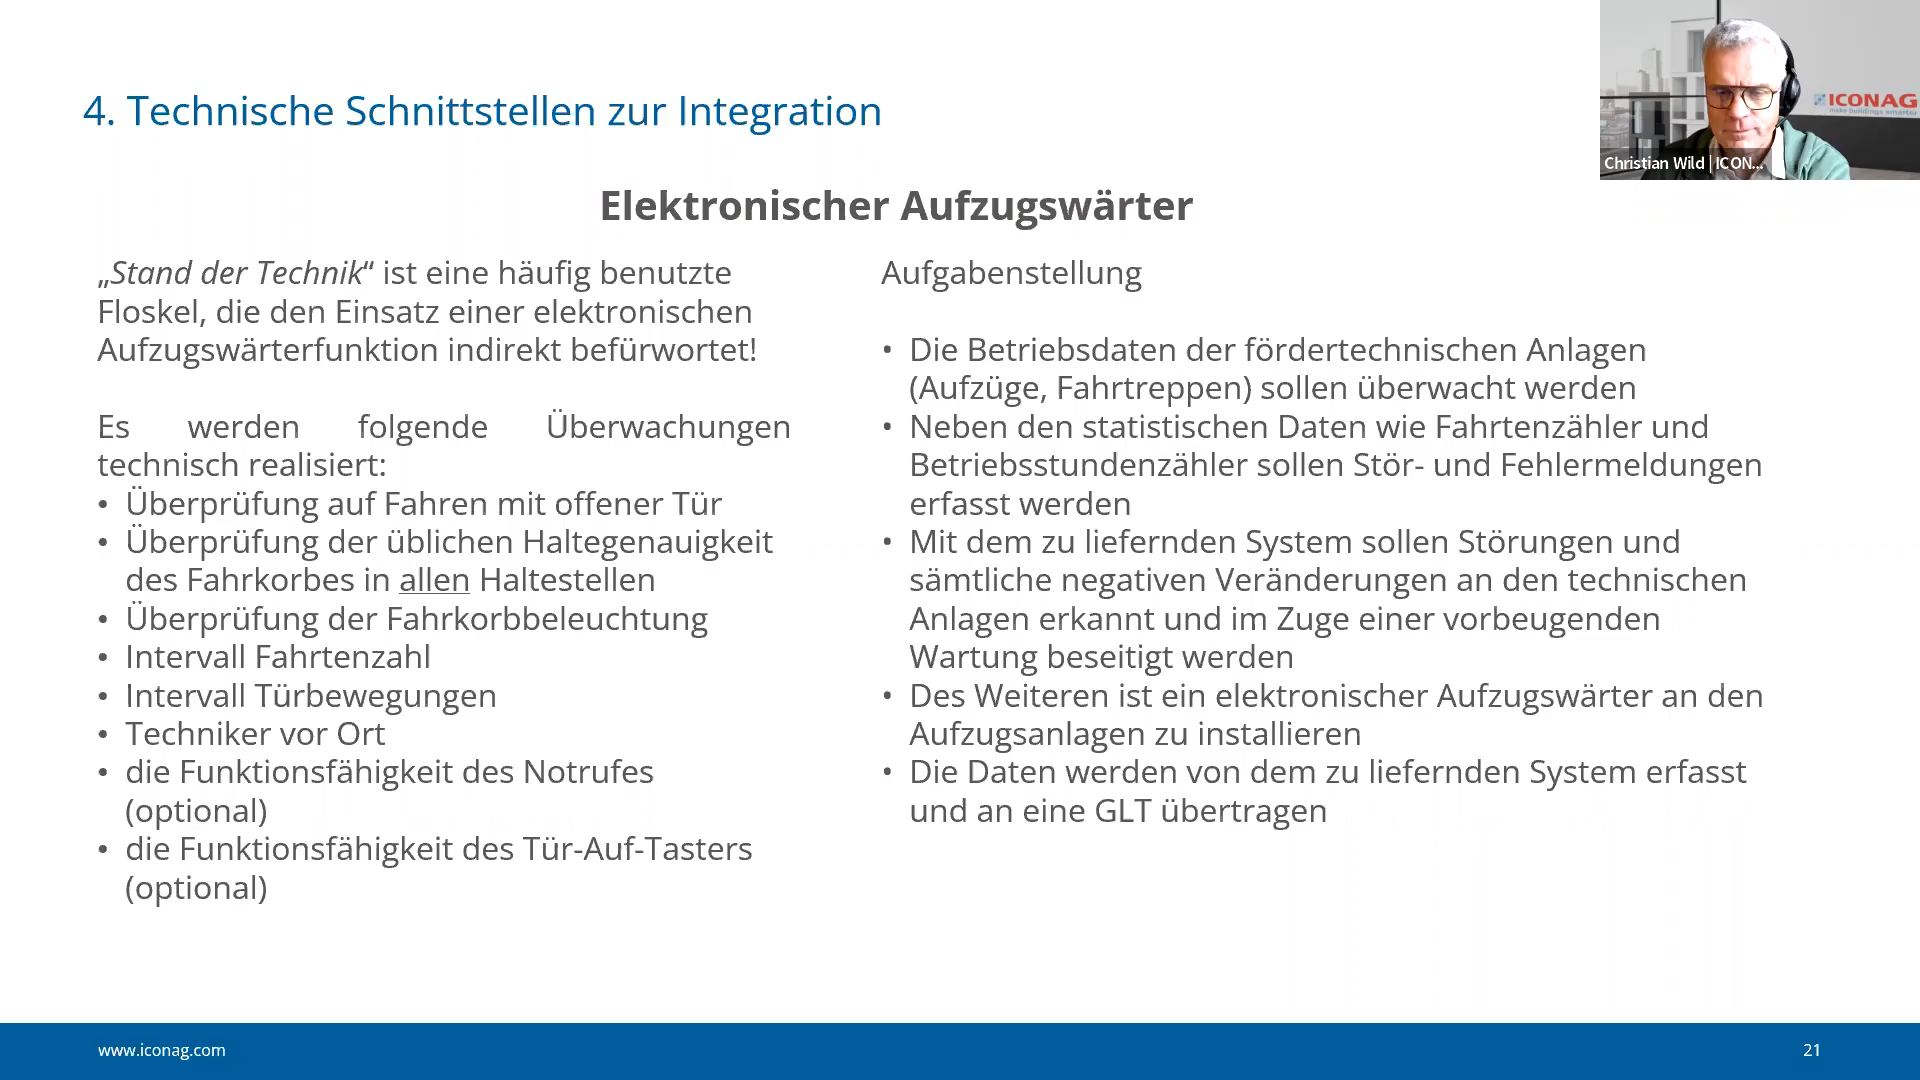 4. Technische Schnittstellen zur Integration
ICONAG
make buildings smarter
Christian Wild | ICON...
Elektronischer Aufzugswärter
„Stand der Technik“ ist eine häufig benutzte
Floskel, die den Einsatz einer elektronischen
Aufzugswärterfunktion indirekt befürwortet!
Es werden folgende Überwachungen
technisch realisiert:
• Überprüfung auf Fahren mit offener Tür
• Überprüfung der üblichen Haltegenauigkeit
des Fahrkorbes in allen Haltestellen
• Überprüfung der Fahrkorbbeleuchtung
• Intervall Fahrtenzahl
• Intervall Türbewegungen
• Techniker vor Ort
• die Funktionsfähigkeit des Notrufes
(optional)
• die Funktionsfähigkeit des Tür-Auf-Tasters
(optional)
Aufgabenstellung
• Die Betriebsdaten der fördertechnischen Anlagen
(Aufzüge, Fahrtreppen) sollen überwacht werden
• Neben den statistischen Daten wie Fahrtenzähler und
Betriebsstundenzähler sollen Stör- und Fehlermeldungen
erfasst werden
• Mit dem zu liefernden System sollen Störungen und
sämtliche negativen Veränderungen an den technischen
Anlagen erkannt und im Zuge einer vorbeugenden
Wartung beseitigt werden
• Des Weiteren ist ein elektronischer Aufzugswärter an den
Aufzugsanlagen zu installieren
• Die Daten werden von dem zu liefernden System erfasst
und an eine GLT übertragen
www.iconag.com
21